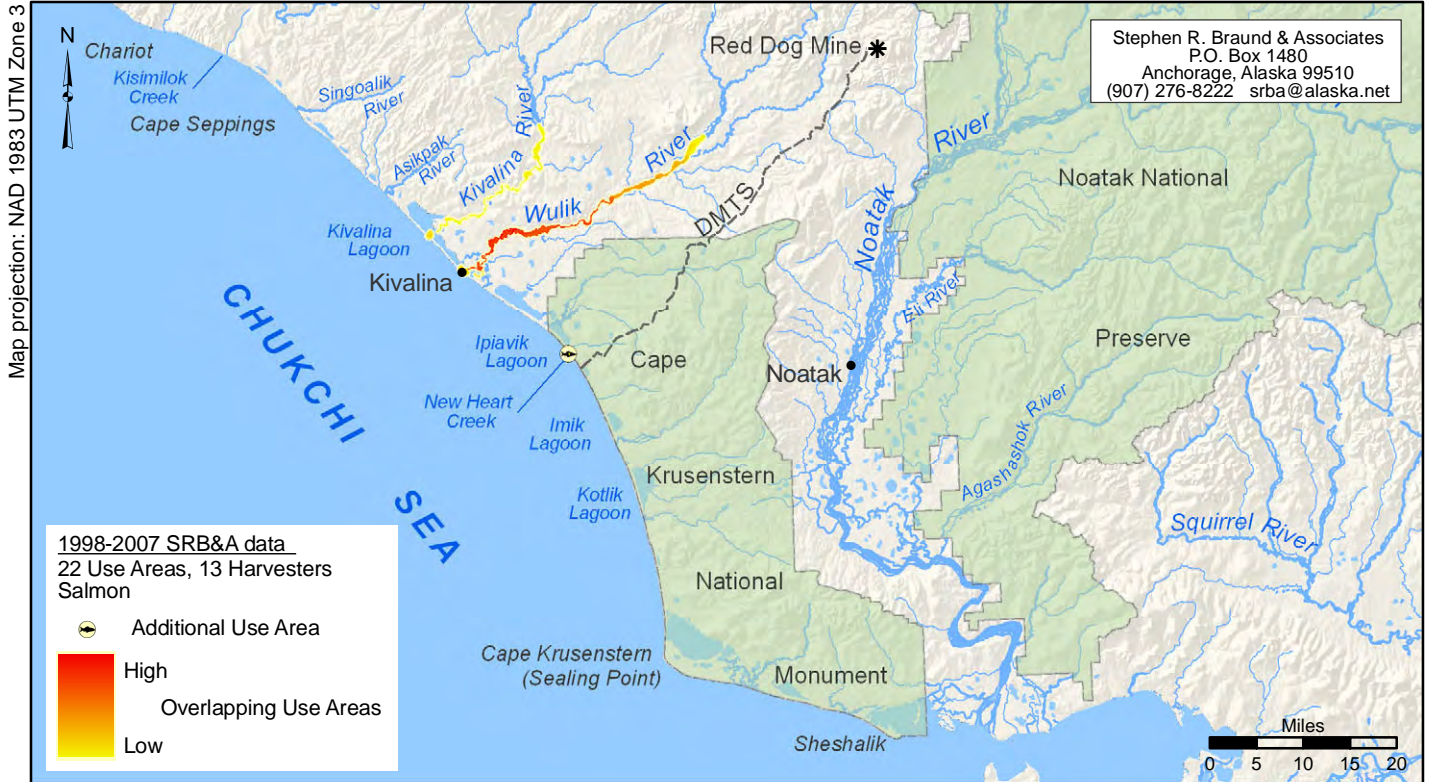 Map projection: NAD 1983 UTM Zone 3
N
Chariot
Kisimilok
Creek
Cape Seppings
Singoalik
River
Asikpak
River
Kivalina River
Wulik River
Kivalina
Lagoon
Kivalina
Red Dog Mine
DMTS
Stephen R. Braund & Associates
P.O. Box 1480
Anchorage, Alaska 99510
(907) 276-8222 srba@alaska.net
Noatak River
Noatak National
Preserve
Eli River
Noatak
Agashashok River
Squirrel River
CHUKCHI SEA
Ipiavik
Lagoon
New Heart
Creek
Imik
Lagoon
Kotlik
Lagoon
Cape
Krusenstern
National
Monument
Cape Krusenstern
(Sealing Point)
Sheshalik
1998-2007 SRB&A data
22 Use Areas, 13 Harvesters
Salmon
Additional Use Area
High
Overlapping Use Areas
Low
Miles
0 5 10 15 20